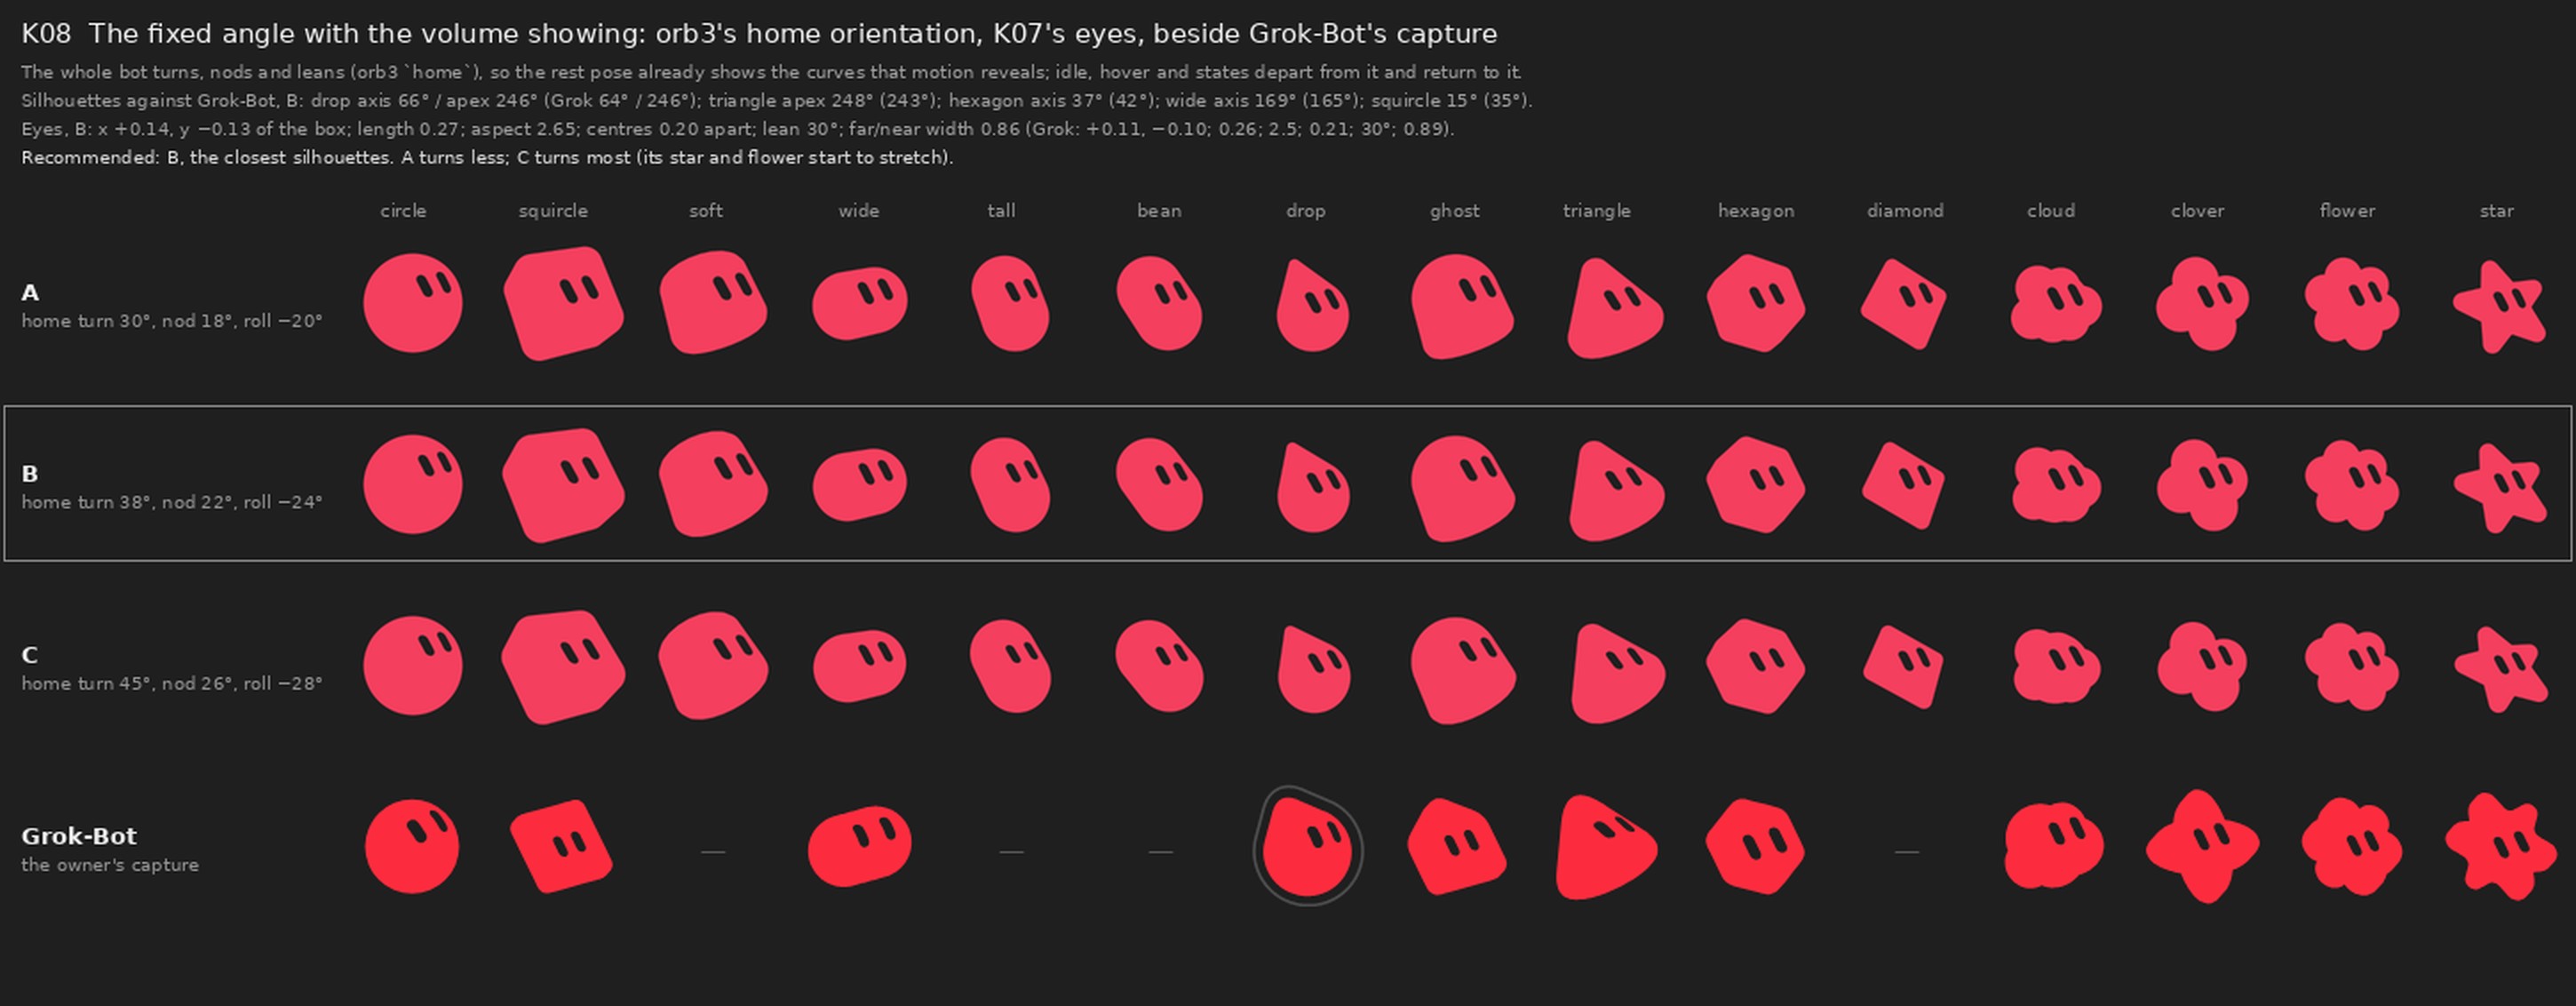 K08 The fixed angle with the volume showing: orb3's home orientation, K07's eyes, beside Grok-Bot's capture
The whole bot turns, nods and leans (orb3 `home`), so the rest pose already shows the curves that motion reveals; idle, hover and states depart from it and return to it.
Silhouettes against Grok-Bot, B: drop axis 66° / apex 246° (Grok 64° / 246°); triangle apex 248° (243°); hexagon axis 37° (42°); wide axis 169° (165°); squircle 15° (35°).
Eyes, B: x +0.14, y −0.13 of the box; length 0.27; aspect 2.65; centres 0.20 apart; lean 30°; far/near width 0.86 (Grok: +0.11, −0.10; 0.26; 2.5; 0.21; 30°; 0.89).
Recommended: B, the closest silhouettes. A turns less; C turns most (its star and flower start to stretch).
circle squircle soft wide tall bean drop ghost triangle hexagon diamond cloud clover flower star
A
home turn 30°, nod 18°, roll −20°
B
home turn 38°, nod 22°, roll −24°
C
home turn 45°, nod 26°, roll −28°
Grok-Bot
the owner's capture
— — — —